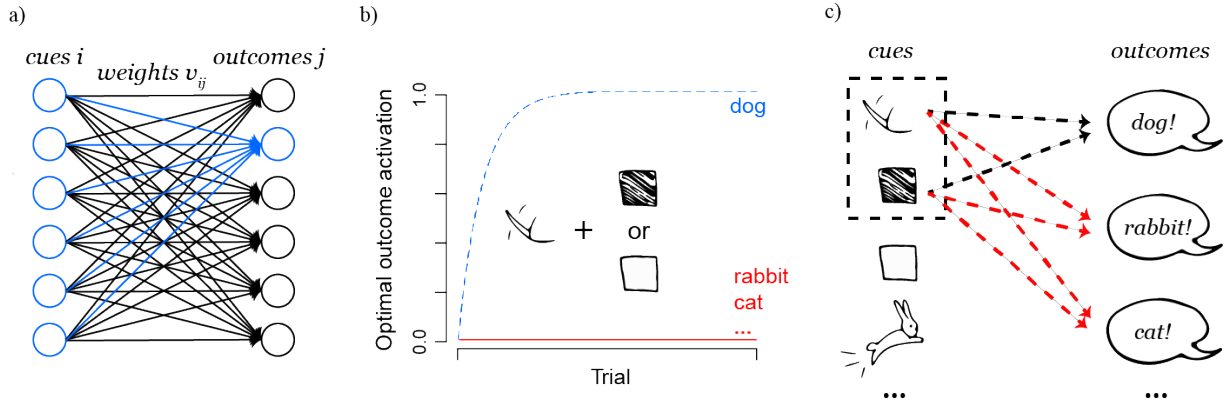 a)
cues i
weights v_ij
outcomes j
b)
Optimal outcome activation
1.0
0.0
dog
+
or
rabbit
cat
...
Trial
c)
cues
outcomes
dog!
rabbit!
cat!
...
...